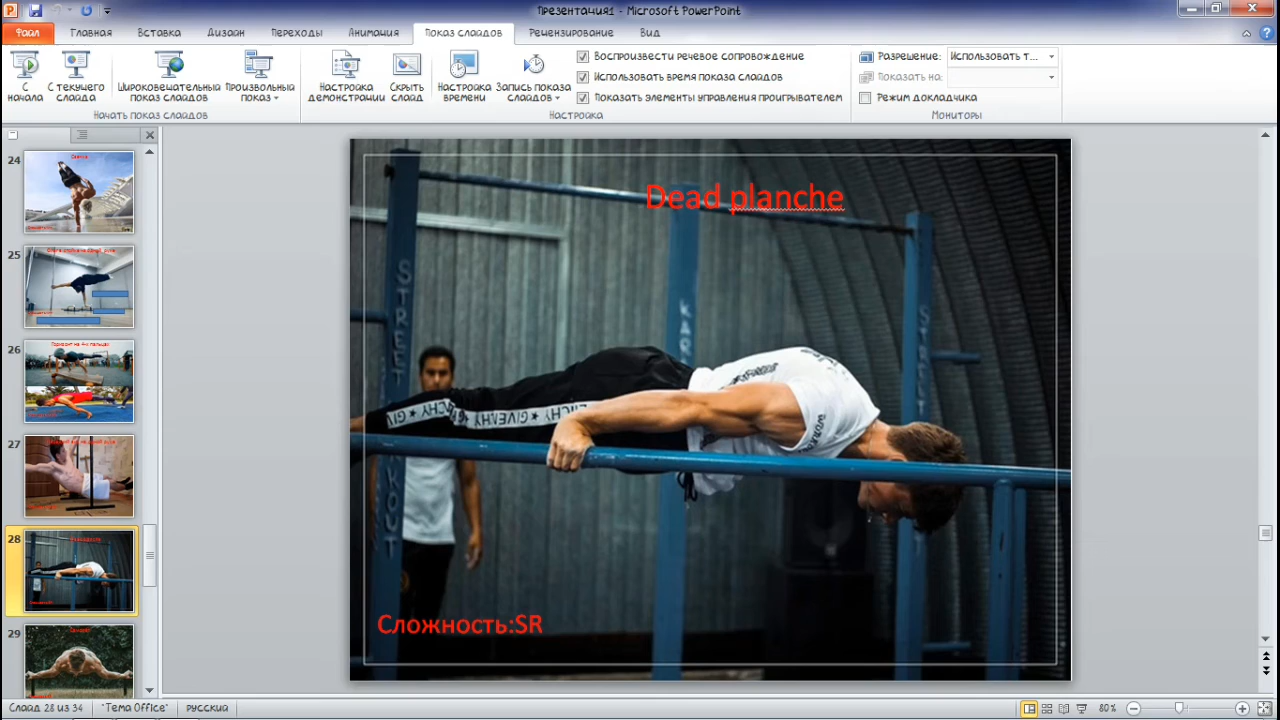 Презентация1 - Microsoft PowerPoint
Файл Главная Вставка Дизайн Переходы Анимация Показ слайдов Рецензирование Вид
С начала
С текущего слайда
Широковещательный показ слайдов
Произвольный показ
Настройка демонстрации
Скрыть слайд
Настройка времени
Запись показа слайдов
Воспроизвести речевое сопровождение
Использовать время показа слайдов
Показать элементы управления проигрывателем
Разрешение: Использовать т...
Показать на:
Режим докладчика
Начать показ слайдов
Настройка
Мониторы
24
25
26
27
28
29
Dead planche
STREET
WORKOUT
GIVENCHY
Сложность:SR
Слайд 28 из 34 "Тема Office" русский 80%